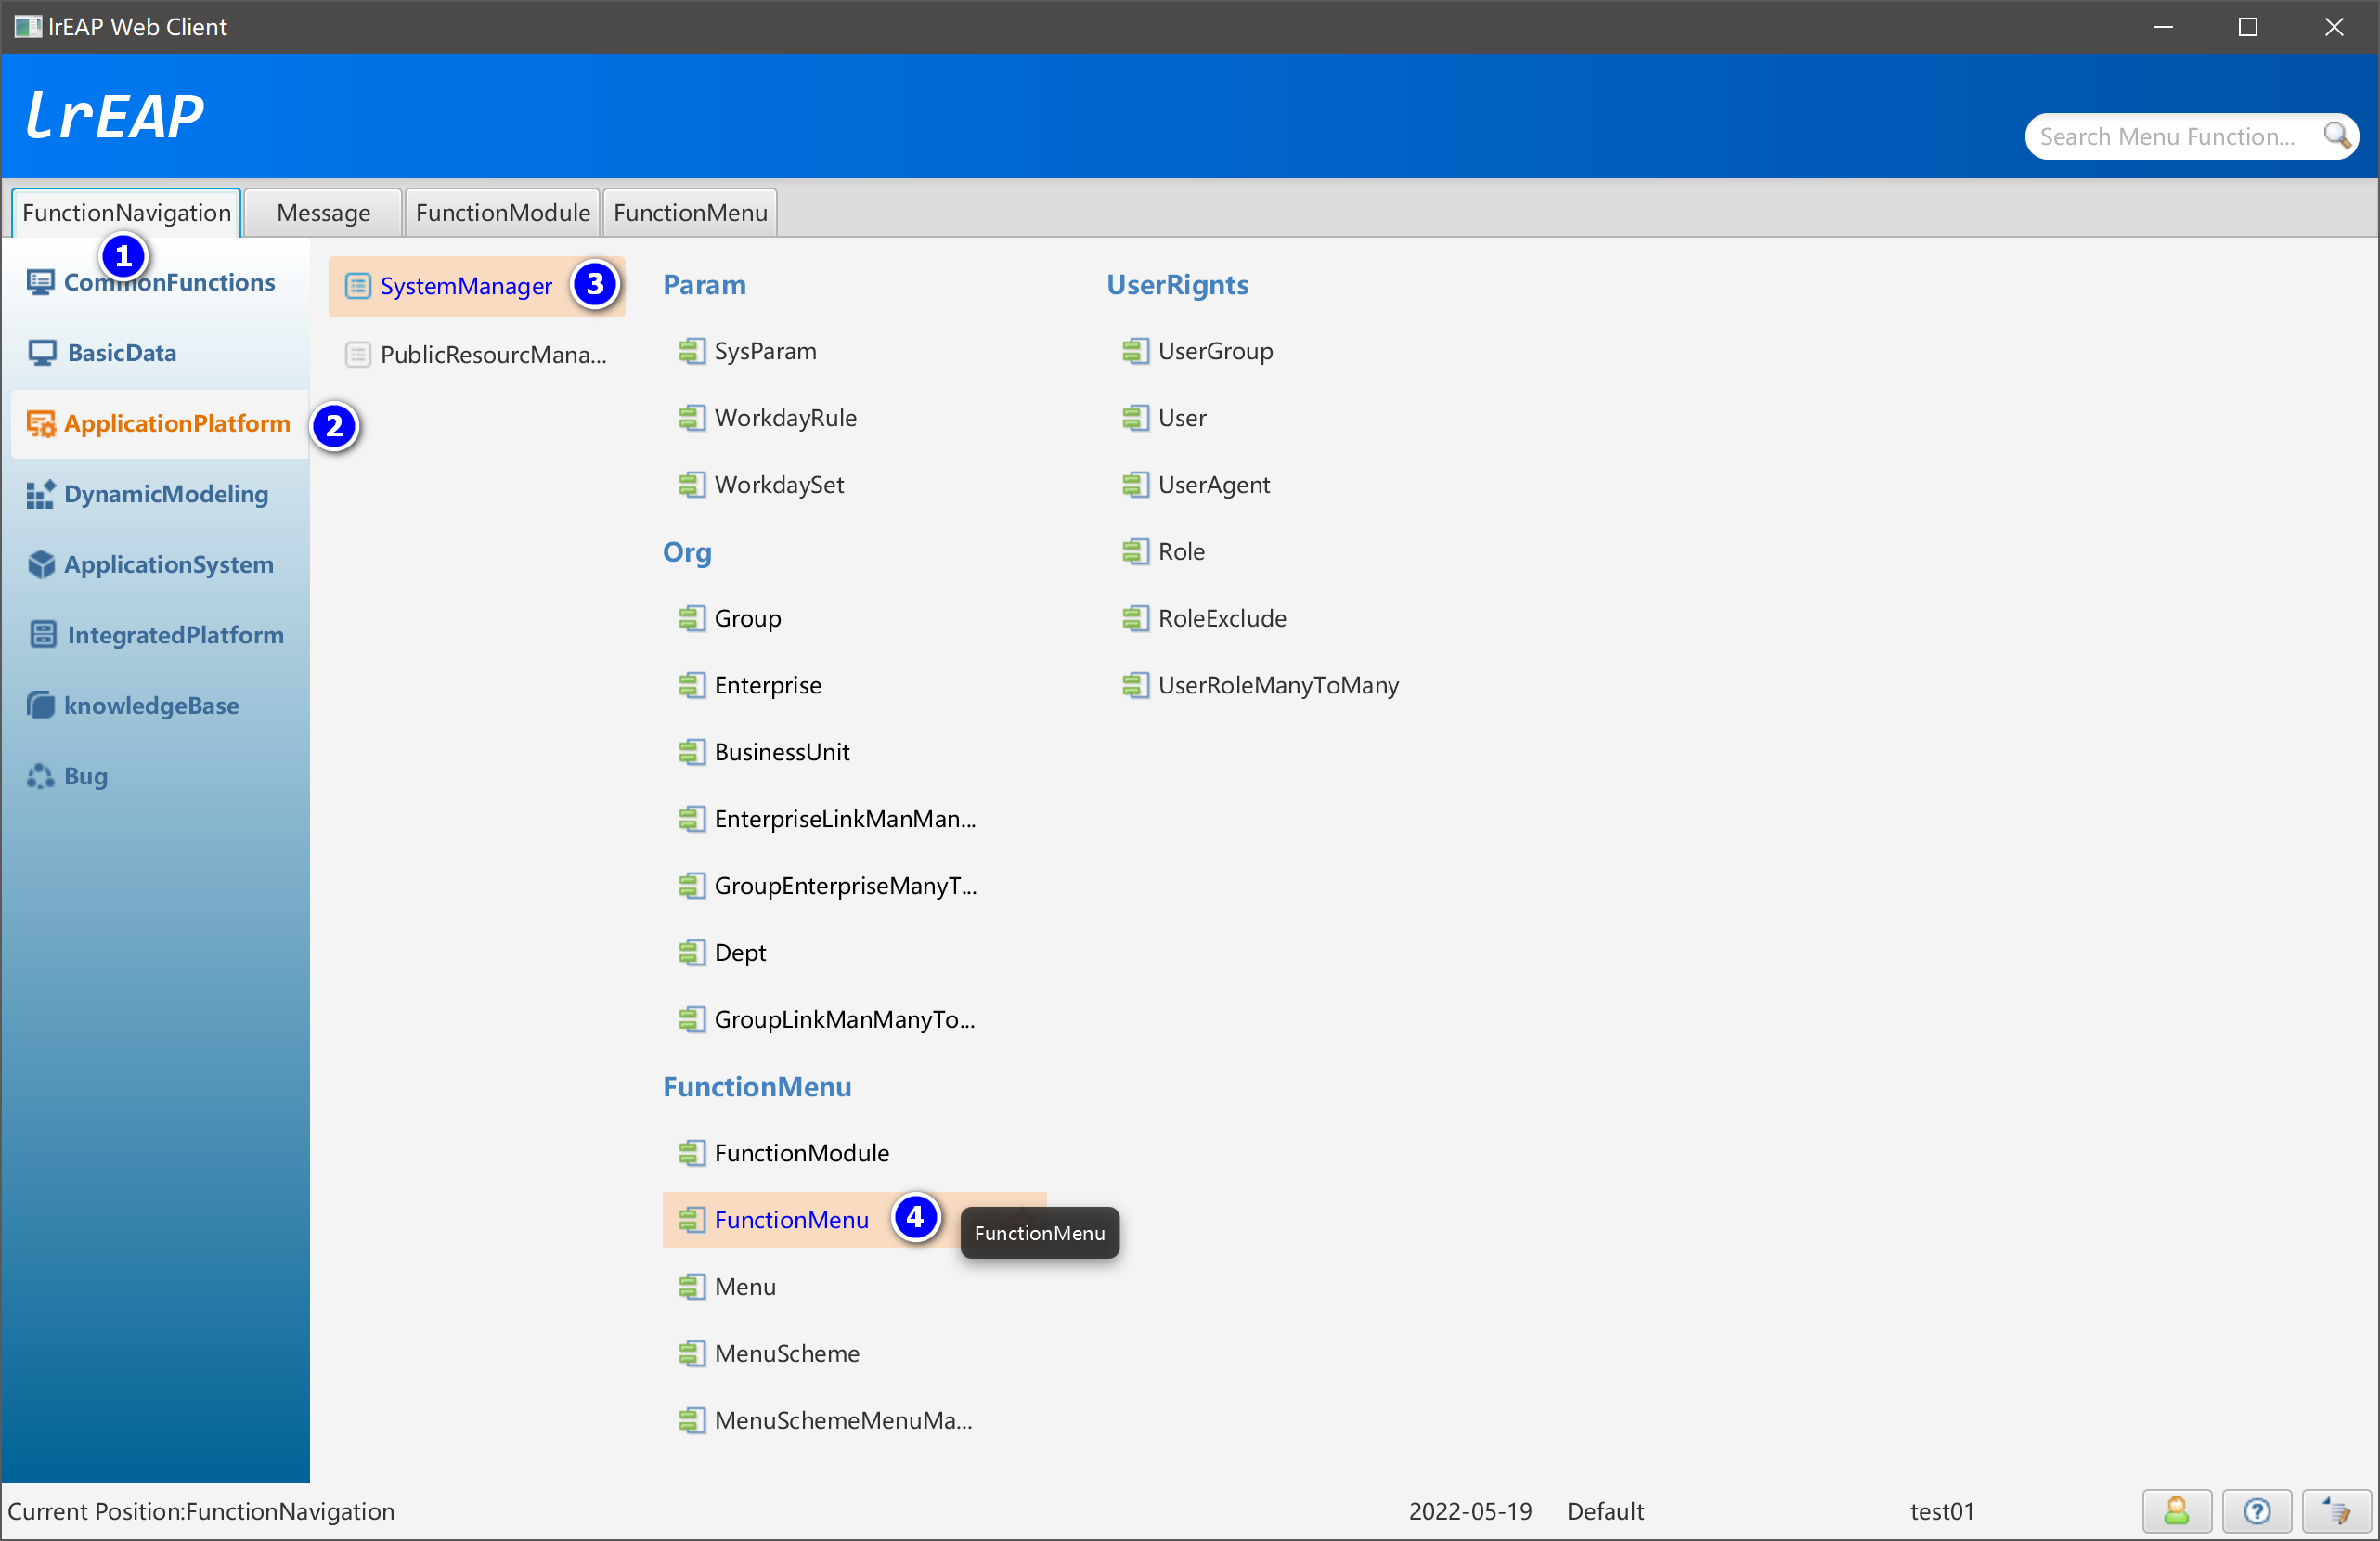 lrEAP Web Client
lrEAP
Search Menu Function...
FunctionNavigation
Message
FunctionModule
FunctionMenu
1
CommonFunctions
BasicData
ApplicationPlatform
2
DynamicModeling
ApplicationSystem
IntegratedPlatform
knowledgeBase
Bug
SystemManager
3
PublicResourcMana...
Param
SysParam
WorkdayRule
WorkdaySet
Org
Group
Enterprise
BusinessUnit
EnterpriseLinkManMan...
GroupEnterpriseManyT...
Dept
GroupLinkManManyTo...
FunctionMenu
FunctionModule
FunctionMenu
4
FunctionMenu
Menu
MenuScheme
MenuSchemeMenuMa...
UserRignts
UserGroup
User
UserAgent
Role
RoleExclude
UserRoleManyToMany
Current Position:FunctionNavigation
2022-05-19
Default
test01